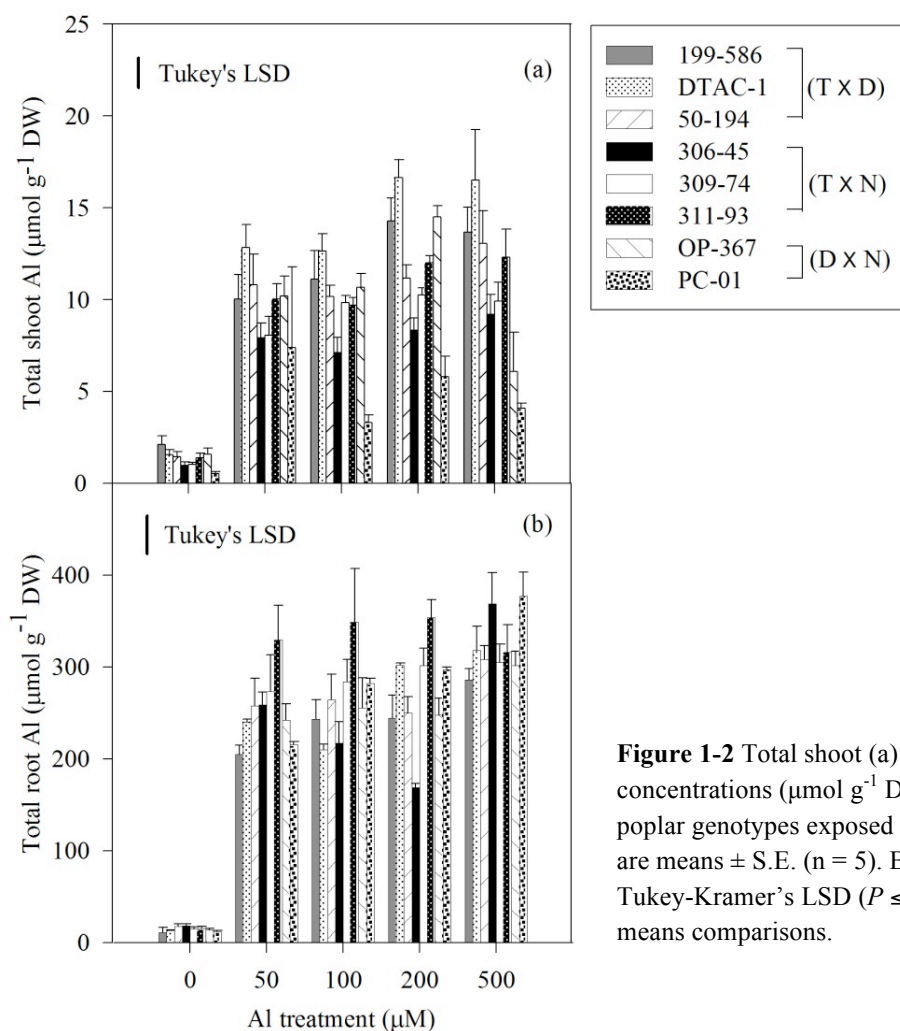 25
20
15
10
5
0
Total shoot Al (µmol g⁻¹ DW)
Tukey's LSD
(a)
400
300
200
100
0
Total root Al (µmol g⁻¹ DW)
Tukey's LSD
(b)
0 50 100 200 500
Al treatment (µM)
199-586
DTAC-1
50-194
(T X D)
306-45
309-74
311-93
(T X N)
OP-367
PC-01
(D X N)
Figure 1-2 Total shoot (a)
concentrations (µmol g⁻¹ D
poplar genotypes exposed
are means ± S.E. (n = 5). B
Tukey-Kramer's LSD (P ≤
means comparisons.